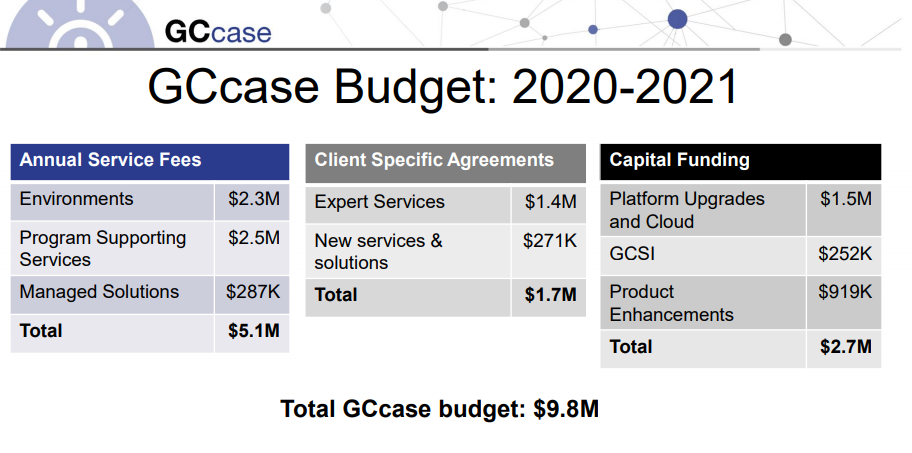 GCcase
GCcase Budget: 2020-2021
Annual Service Fees
Environments $2.3M
Program Supporting $2.5M
Services
Managed Solutions $287K
Total $5.1M
Client Specific Agreements
Expert Services $1.4M
New services & $271K
solutions
Total $1.7M
Capital Funding
Platform Upgrades $1.5M
and Cloud
GCSI $252K
Product $919K
Enhancements
Total $2.7M
Total GCcase budget: $9.8M